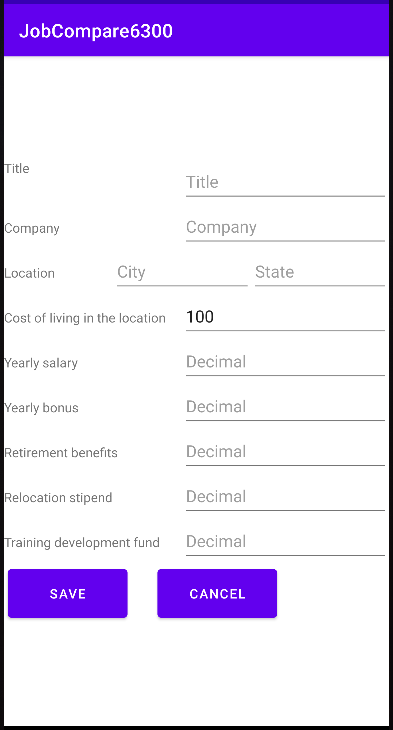 JobCompare6300
Title
Title
Company Company
Location City State
Cost of living in the location 100
Yearly salary Decimal
Yearly bonus Decimal
Retirement benefits Decimal
Relocation stipend Decimal
Training development fund Decimal
SAVE CANCEL